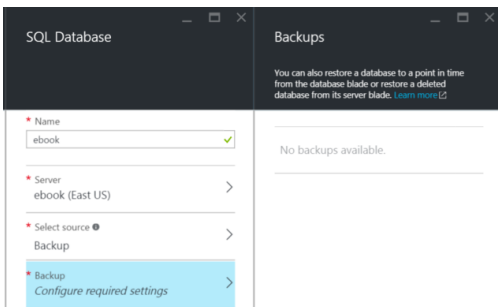 SQL Database
* Name
ebook
* Server
ebook (East US)
* Select source
Backup
* Backup
Configure required settings
Backups
You can also restore a database to a point in time
from the database blade or restore a deleted
database from its server blade. Learn more
No backups available.